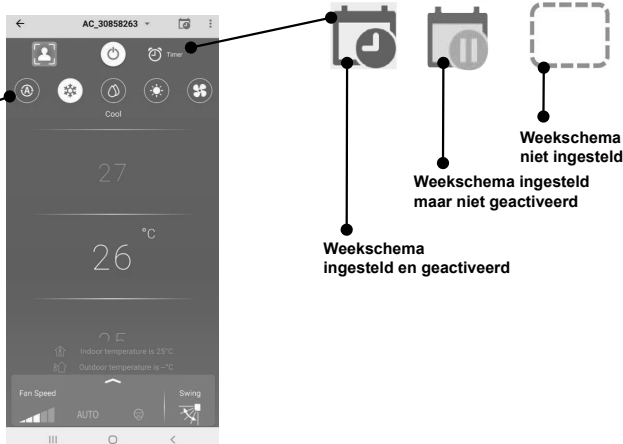 AC_30858263
Timer
A
Cool
27
°C
26
25
Indoor temperature is 25°C
Outdoor temperature is --°C
Fan Speed
Swing
AUTO
Weekschema
niet ingesteld
Weekschema ingesteld
maar niet geactiveerd
Weekschema
ingesteld en geactiveerd